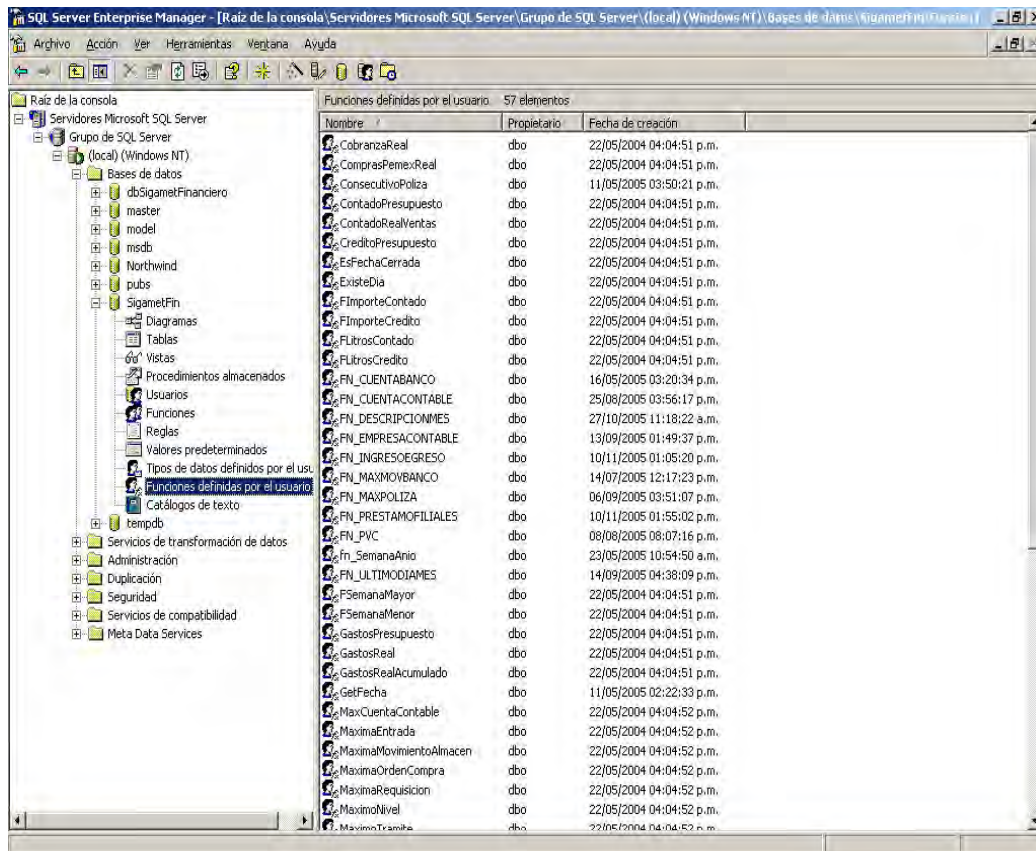 SQL Server Enterprise Manager - [Raíz de la consola\Servidores Microsoft SQL Server\Grupo de SQL Server\(local) (Windows NT)\Bases de datos\SigametFin\
Archivo Acción Ver Herramientas Ventana Ayuda
Raíz de la consola
Servidores Microsoft SQL Server
Grupo de SQL Server
(local) (Windows NT)
Bases de datos
dbSigametFinanciero
master
model
msdb
Northwind
pubs
SigametFin
Diagramas
Tablas
Vistas
Procedimientos almacenados
Usuarios
Funciones
Reglas
Valores predeterminados
Tipos de datos definidos por el usu
Funciones definidas por el usuario
Catálogos de texto
tempdb
Servicios de transformación de datos
Administración
Duplicación
Seguridad
Servicios de compatibilidad
Meta Data Services
Funciones definidas por el usuario 57 elementos
Nombre Propietario Fecha de creación
CobranzaReal dbo 22/05/2004 04:04:51 p.m.
ComprasPemexReal dbo 22/05/2004 04:04:51 p.m.
ConsecutivoPoliza dbo 11/05/2005 03:50:21 p.m.
ContadoPresupuesto dbo 22/05/2004 04:04:51 p.m.
ContadoRealVentas dbo 22/05/2004 04:04:51 p.m.
CreditoPresupuesto dbo 22/05/2004 04:04:51 p.m.
EsFechaCerrada dbo 22/05/2004 04:04:51 p.m.
ExisteDia dbo 22/05/2004 04:04:51 p.m.
FImporteContado dbo 22/05/2004 04:04:51 p.m.
FImporteCredito dbo 22/05/2004 04:04:51 p.m.
FLitrosContado dbo 22/05/2004 04:04:51 p.m.
FLitrosCredito dbo 22/05/2004 04:04:51 p.m.
FN_CUENTABANCO dbo 16/05/2005 03:20:34 p.m.
FN_CUENTACONTABLE dbo 25/08/2005 03:56:17 p.m.
FN_DESCRIPCIONMES dbo 27/10/2005 11:18:22 a.m.
FN_EMPRESACONTABLE dbo 13/09/2005 01:49:37 p.m.
FN_INGRESOEGRESO dbo 10/11/2005 01:05:20 p.m.
FN_MAXMOVBANCO dbo 14/07/2005 12:17:23 p.m.
FN_MAXPOLIZA dbo 06/09/2005 03:51:07 p.m.
FN_PRESTAMOFILIALES dbo 10/11/2005 01:55:02 p.m.
FN_PVC dbo 08/08/2005 08:07:16 p.m.
fn_SemanaAnio dbo 23/05/2005 10:54:50 a.m.
FN_ULTIMODIAMES dbo 14/09/2005 04:38:09 p.m.
FSemanaMayor dbo 22/05/2004 04:04:51 p.m.
FSemanaMenor dbo 22/05/2004 04:04:51 p.m.
GastosPresupuesto dbo 22/05/2004 04:04:51 p.m.
GastosReal dbo 22/05/2004 04:04:51 p.m.
GastosRealAcumulado dbo 22/05/2004 04:04:51 p.m.
GetFecha dbo 11/05/2005 02:22:33 p.m.
MaxCuentaContable dbo 22/05/2004 04:04:52 p.m.
MaximaEntrada dbo 22/05/2004 04:04:52 p.m.
MaximaMovimientoAlmacen dbo 22/05/2004 04:04:52 p.m.
MaximaOrdenCompra dbo 22/05/2004 04:04:52 p.m.
MaximaRequisicion dbo 22/05/2004 04:04:52 p.m.
MaximoNivel dbo 22/05/2004 04:04:52 p.m.
MaximoTramite dbo 22/05/2004 04:04:52 p.m.